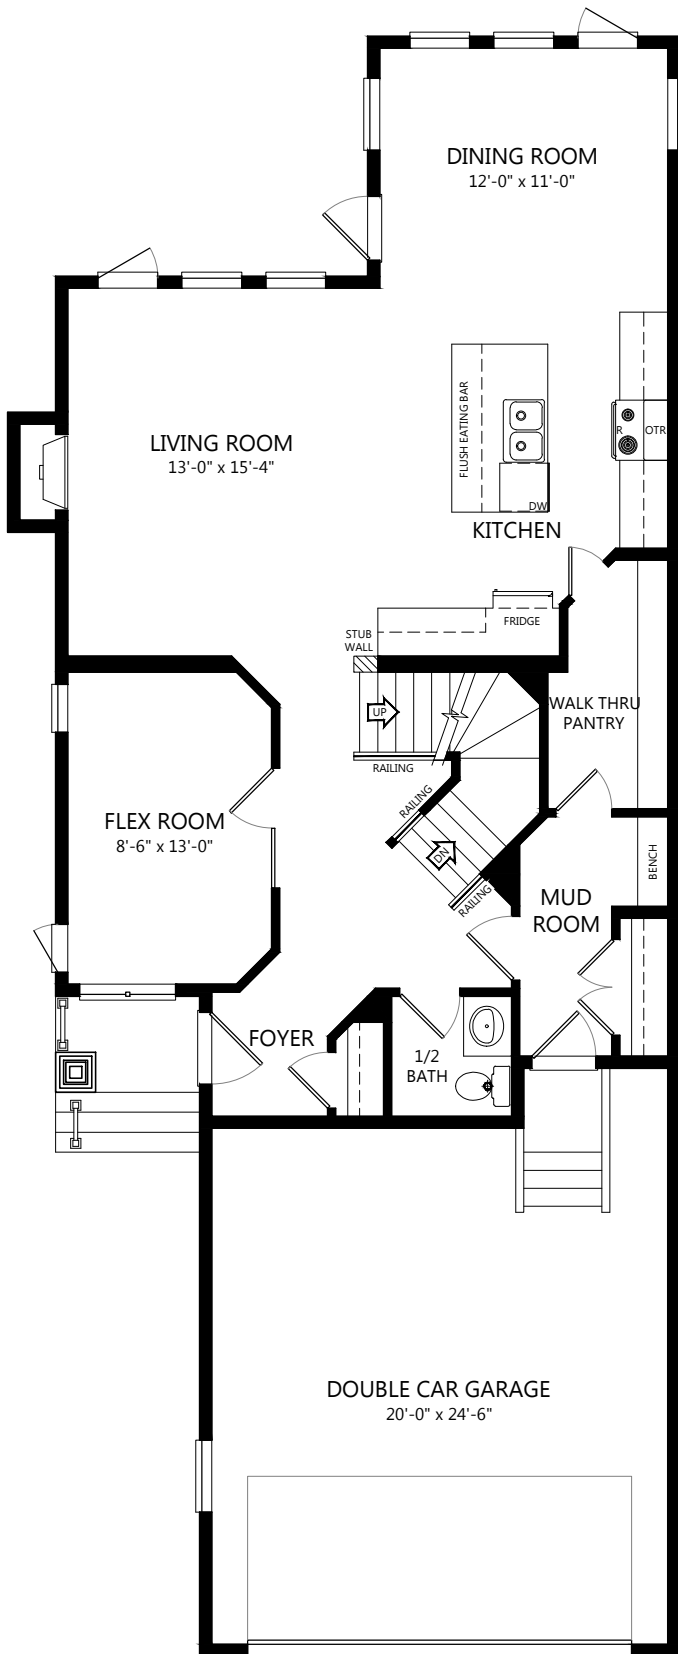 DINING ROOM
12'-0" x 11'-0"
LIVING ROOM
13'-0" x 15'-4"
FLUSH EATING BAR
R
OTR
DW
KITCHEN
FRIDGE
STUB
WALL
UP
RAILING
WALK THRU
PANTRY
RAILING
FLEX ROOM
8'-6" x 13'-0"
DN
BENCH
RAILING
MUD
ROOM
FOYER
1/2
BATH
DOUBLE CAR GARAGE
20'-0" x 24'-6"